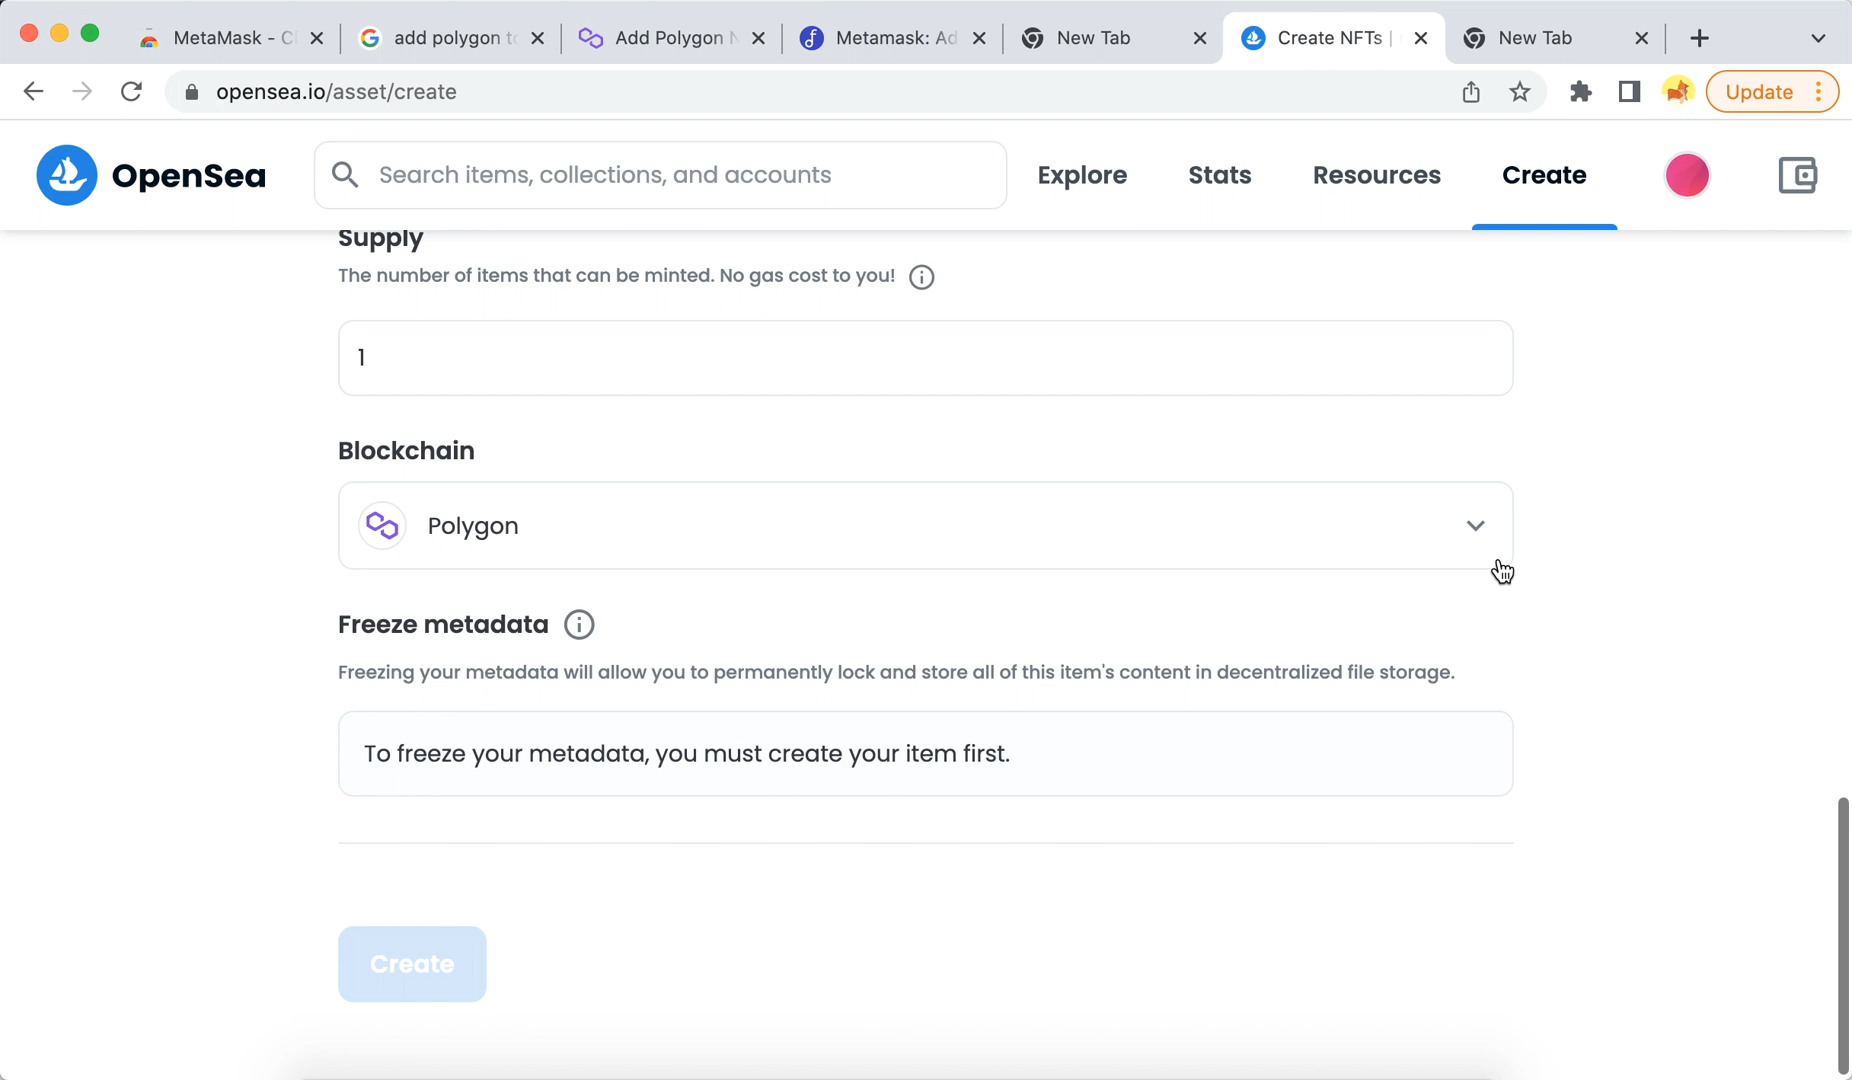 MetaMask - C
add polygon t
Add Polygon N
Metamask: Ad
New Tab
Create NFTs |
New Tab
opensea.io/asset/create
Update
OpenSea
Search items, collections, and accounts
Explore
Stats
Resources
Create
Supply
The number of items that can be minted. No gas cost to you!
1
Blockchain
Polygon
Freeze metadata
Freezing your metadata will allow you to permanently lock and store all of this item's content in decentralized file storage.
To freeze your metadata, you must create your item first.
Create